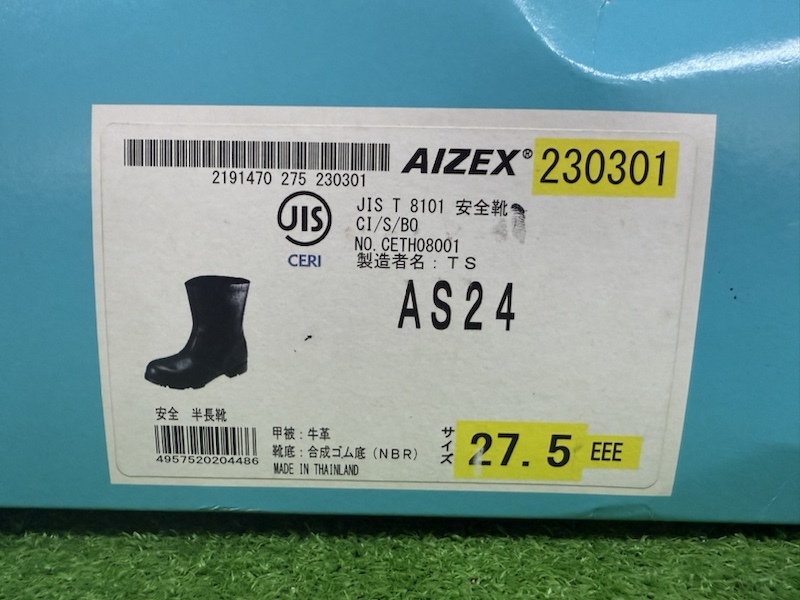 AIZEX® 230301
2191470 275 230301
JIS
CERI
JIS T 8101 安全靴
CI/S/BO
NO. CETH08001
製造者名：TS
AS24
安全 半長靴
4957520204486
甲被：牛革
靴底：合成ゴム底（NBR）
MADE IN THAINLAND
サイズ 27.5 EEE